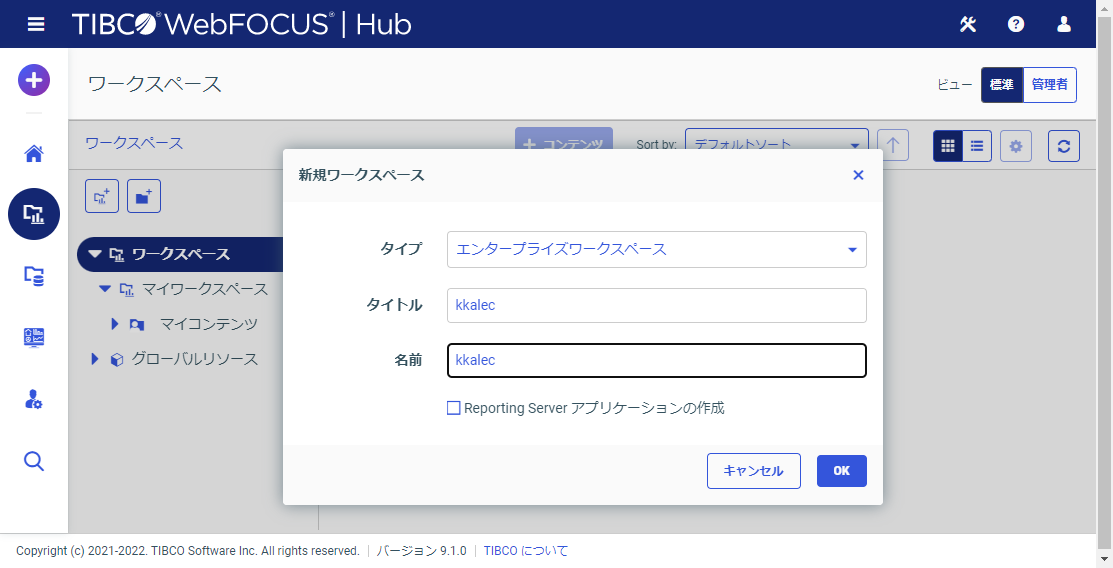 TIBCO® WebFOCUS® | Hub
ワークスペース
ビュー 標準 管理者
ワークスペース
+ コンテンツ Sort by: デフォルトソート
新規ワークスペース
タイプ エンタープライズワークスペース
ワークスペース
マイワークスペース
タイトル kkalec
マイコンテンツ
名前 kkalec
グローバルリソース
Reporting Server アプリケーションの作成
キャンセル OK
Copyright (c) 2021-2022. TIBCO Software Inc. All rights reserved. | バージョン 9.1.0 | TIBCO について